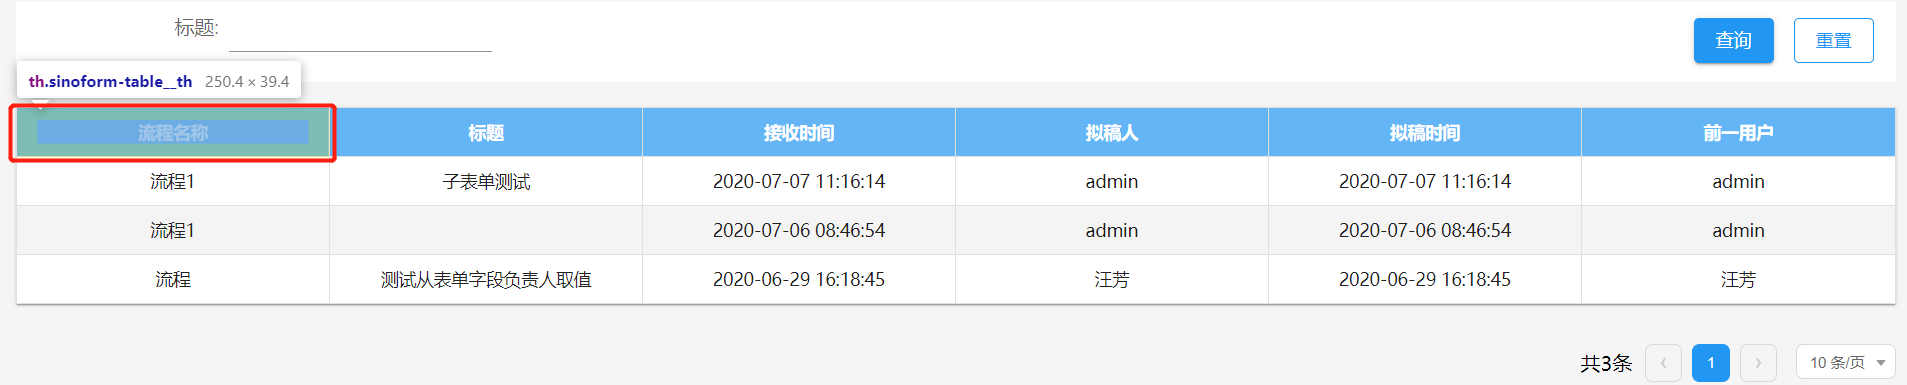 标题:
查询 重置
th.sinoform-table__th 250.4 × 39.4
流程名称 标题 接收时间 拟稿人 拟稿时间 前一用户
流程1 子表单测试 2020-07-07 11:16:14 admin 2020-07-07 11:16:14 admin
流程1 2020-07-06 08:46:54 admin 2020-07-06 08:46:54 admin
流程 测试从表单字段负责人取值 2020-06-29 16:18:45 汪芳 2020-06-29 16:18:45 汪芳
共3条 ‹ 1 › 10 条/页